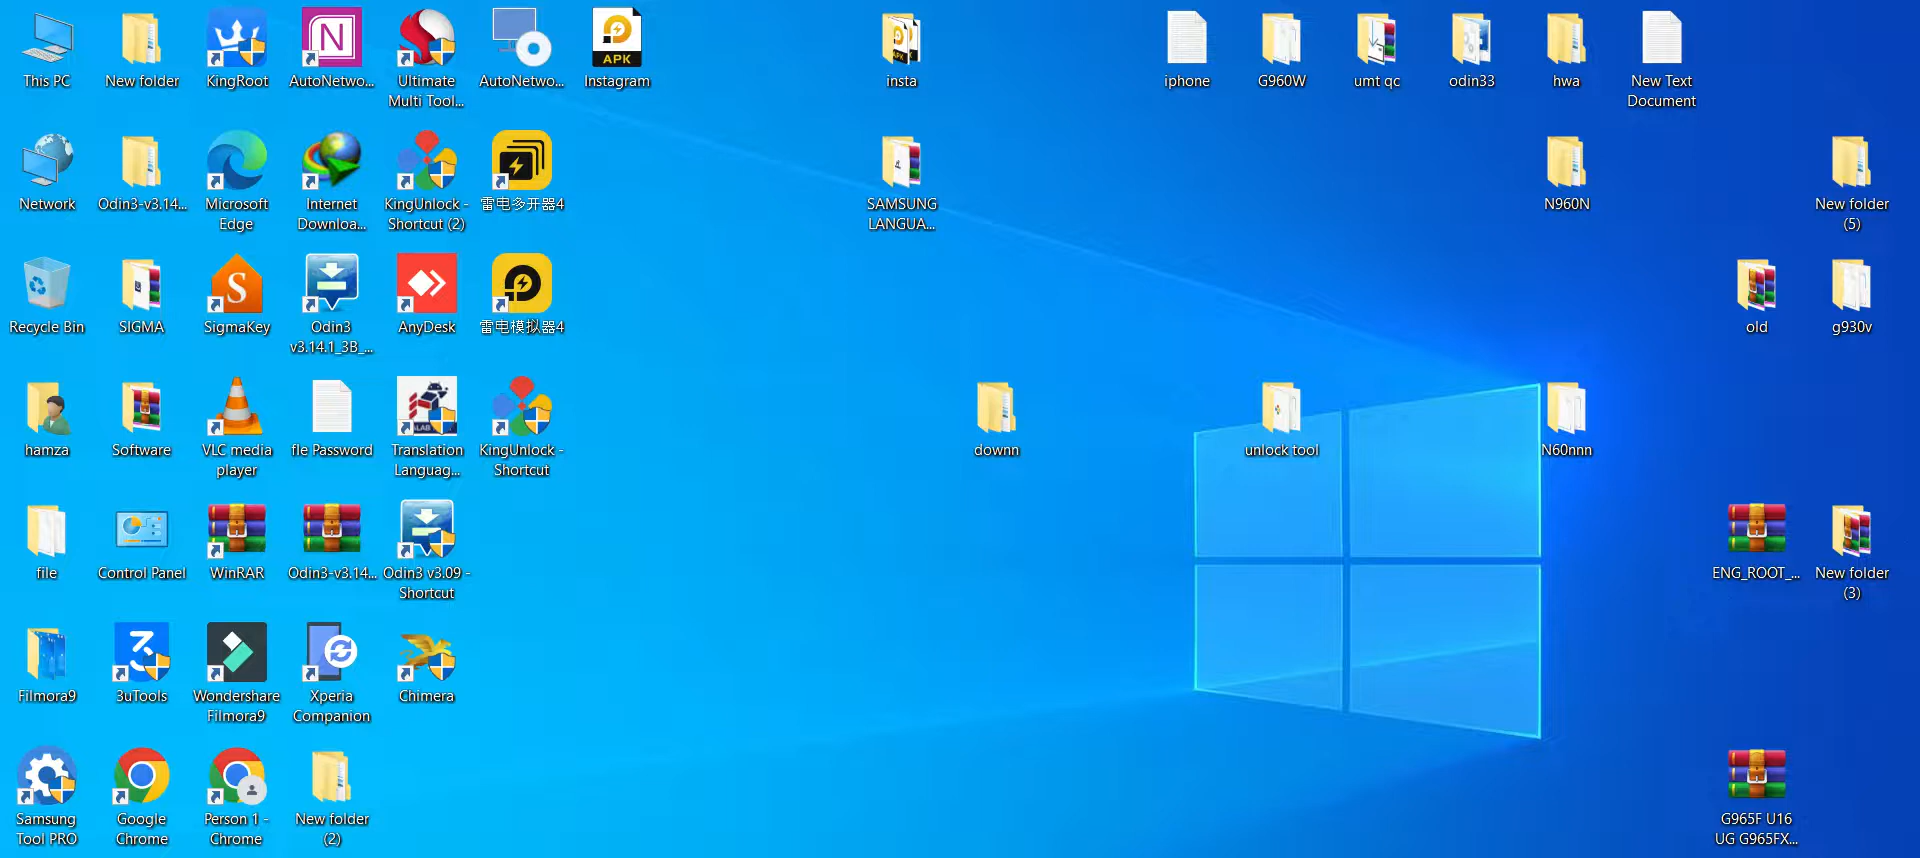 This PC
New folder
KingRoot
AutoNetwo...
Ultimate
Multi Tool...
AutoNetwo...
APK
Instagram
insta
iphone
G960W
umt qc
odin33
hwa
New Text
Document
Network
Odin3-v3.14...
Microsoft
Edge
Internet
Downloa...
KingUnlock -
Shortcut (2)
雷电多开器4
SAMSUNG
LANGUA...
N960N
New folder
(5)
Recycle Bin
SIGMA
SigmaKey
Odin3
v3.14.1_3B_...
AnyDesk
雷电模拟器4
old
g930v
hamza
Software
VLC media
player
fle Password
Translation
Languag...
KingUnlock -
Shortcut
downn
unlock tool
N60nnn
file
Control Panel
WinRAR
Odin3-v3.14...
Odin3 v3.09 -
Shortcut
ENG_ROOT_...
New folder
(3)
Filmora9
3uTools
Wondershare
Filmora9
Xperia
Companion
Chimera
Samsung
Tool PRO
Google
Chrome
Person 1 -
Chrome
New folder
(2)
G965F U16
UG G965FX...